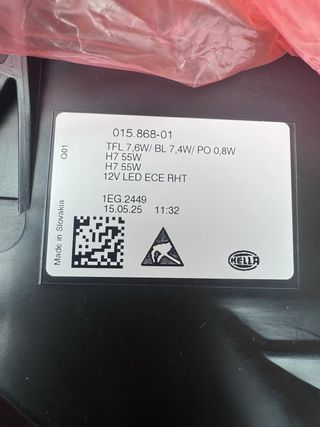 015.868-01
TFL 7,6W/ BL 7,4W/ PO 0,8W
H7 55W
H7 55W
12V LED ECE RHT
1EG.2449
15.05.25 11:32
Q01
Made in Slovakia
HELLA